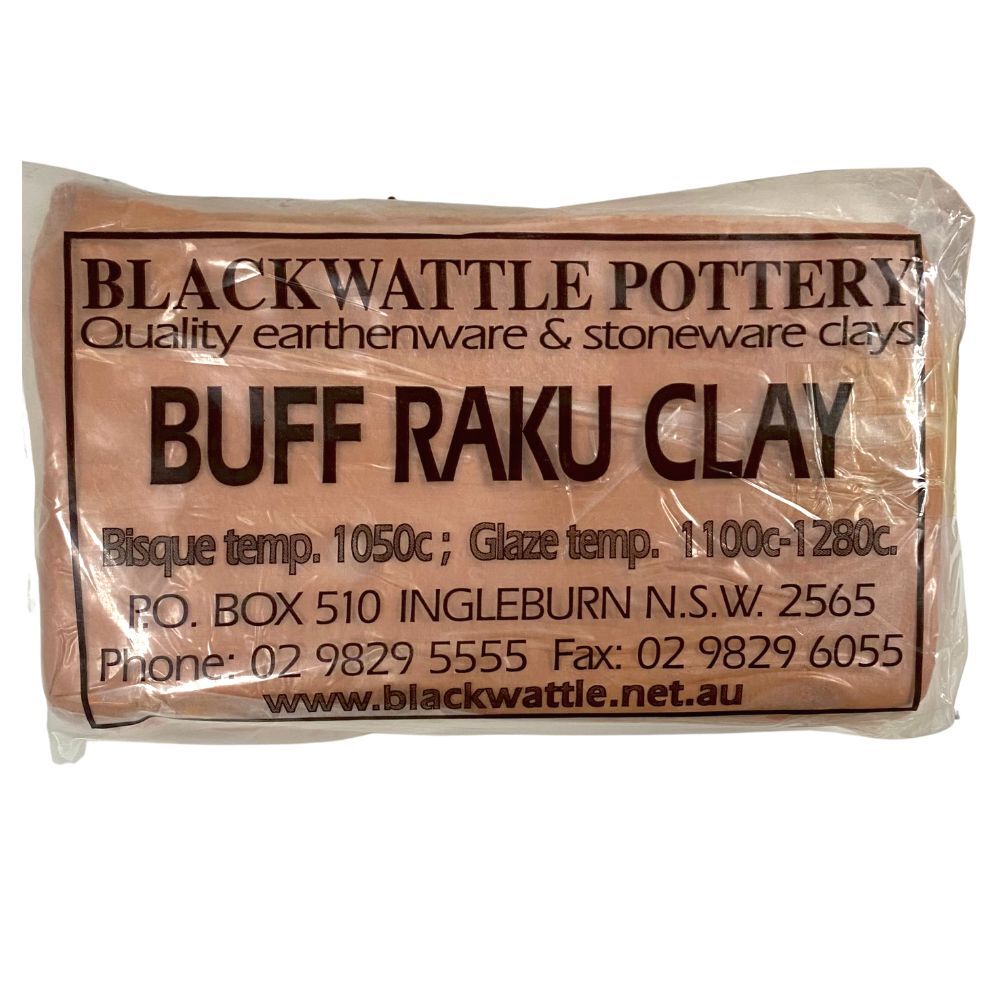 BLACKWATTLE POTTERY
Quality earthenware & stoneware clays
BUFF RAKU CLAY
Bisque temp. 1050c ; Glaze temp. 1100c-1280c.
P.O. BOX 510 INGLEBURN N.S.W. 2565
Phone: 02 9829 5555 Fax: 02 9829 6055
www.blackwattle.net.au